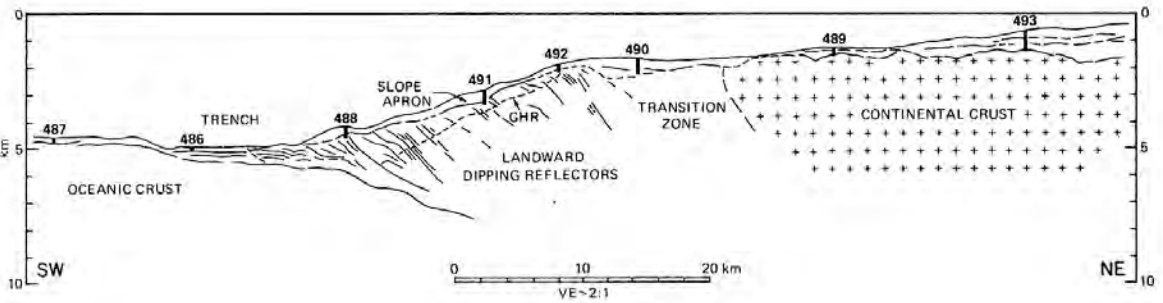 0
0
493
489
492
490
491
SLOPE
APRON
GHR
TRANSITION
ZONE
CONTINENTAL CRUST
TRENCH
488
487
486
km
5
5
LANDWARD
DIPPING REFLECTORS
OCEANIC CRUST
SW
NE
10
10
0 10 20 km
VE~2:1